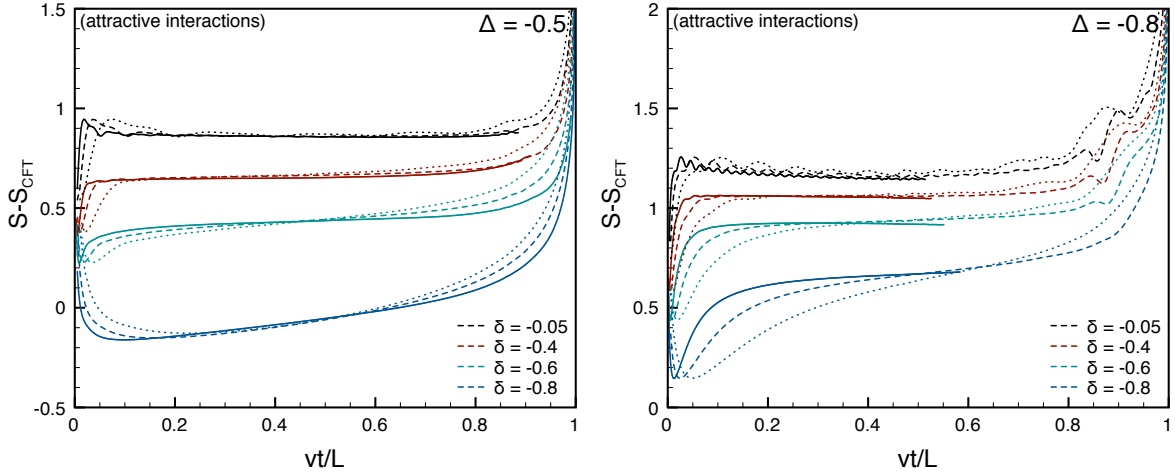 (attractive interactions)
Δ = -0.5
S-SCFT
1.5
1
0.5
0
-0.5
δ = -0.05
δ = -0.4
δ = -0.6
δ = -0.8
0
0.2
0.4
0.6
0.8
1
vt/L
(attractive interactions)
Δ = -0.8
S-SCFT
2
1.5
1
0.5
0
δ = -0.05
δ = -0.4
δ = -0.6
δ = -0.8
0
0.2
0.4
0.6
0.8
1
vt/L